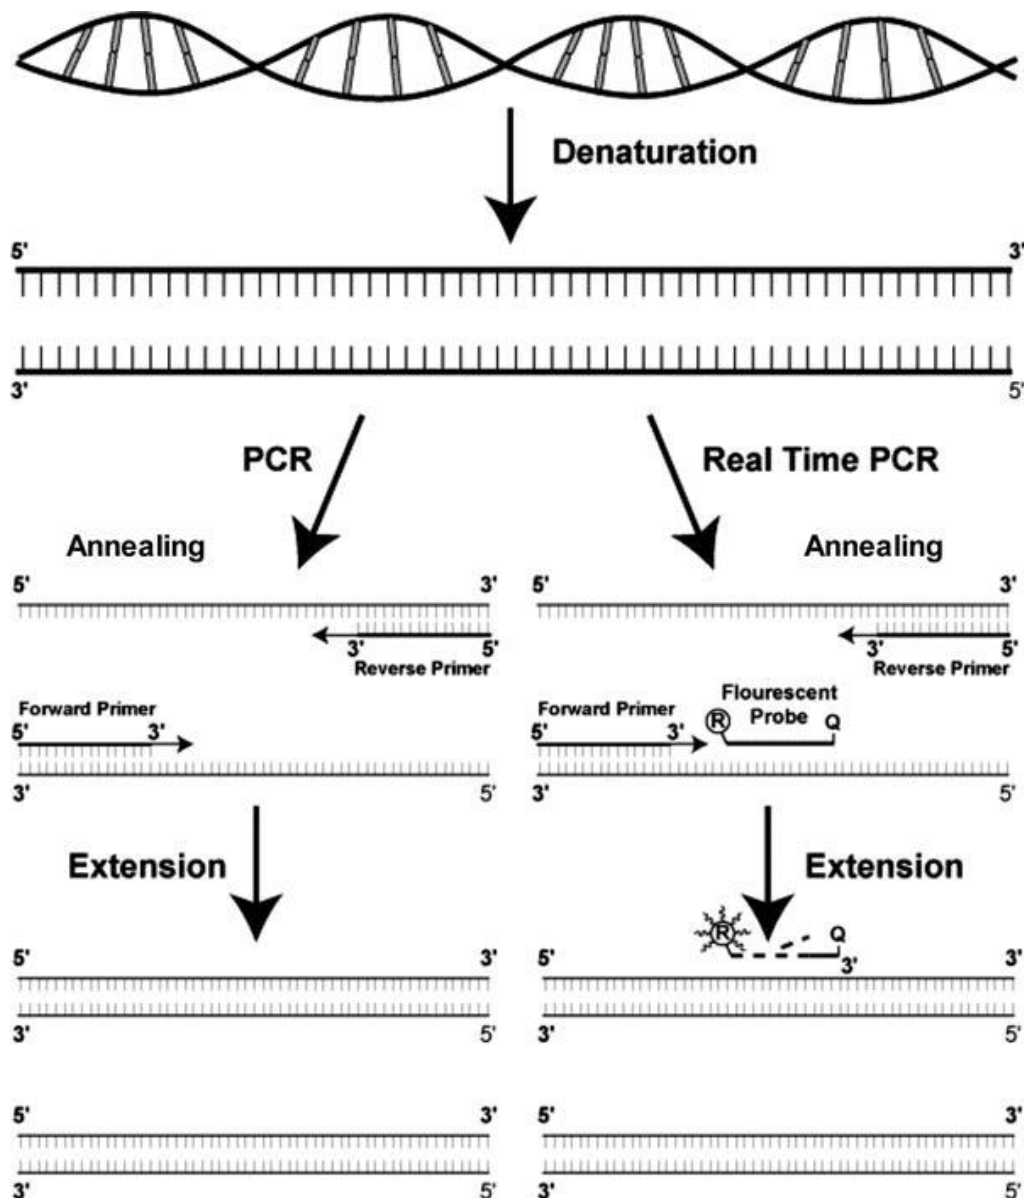 Denaturation
5' 3'
3' 5'
PCR Real Time PCR
Annealing Annealing
5' 3' 5' 3'
3' 5' 3' 5'
Reverse Primer Reverse Primer
Flourescent
Forward Primer Forward Primer Probe
5' 3' 5' 3' R Q
3' 5' 3' 5'
Extension Extension
R Q
5' 3' 5' 3' 3'
3' 5' 3' 5'
5' 3' 5' 3'
3' 5' 3' 5'